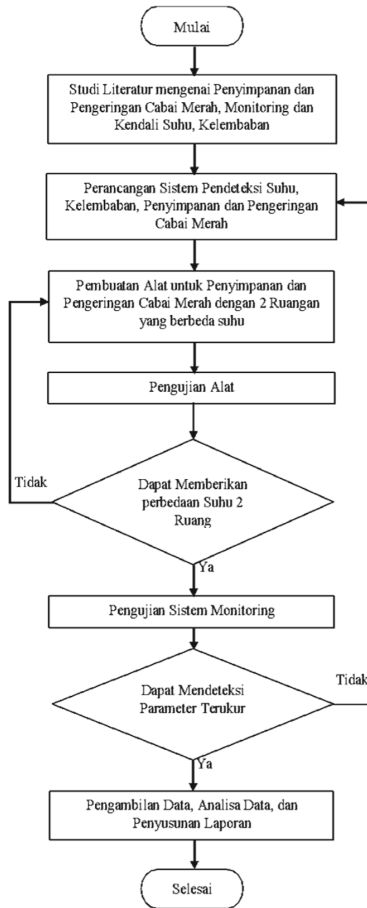 Mulai
Studi Literatur mengenai Penyimpanan dan
Pengeringan Cabai Merah, Monitoring dan
Kendali Suhu, Kelembaban
Perancangan Sistem Pendeteksi Suhu,
Kelembaban, Penyimpanan dan Pengeringan
Cabai Merah
Pembuatan Alat untuk Penyimpanan dan
Pengeringan Cabai Merah dengan 2 Ruangan
yang berbeda suhu
Pengujian Alat
Tidak
Dapat Memberikan
perbedaan Suhu 2
Ruang
Ya
Pengujian Sistem Monitoring
Dapat Mendeteksi
Parameter Terukur
Tidak
Ya
Pengambilan Data, Analisa Data, dan
Penyusunan Laporan
Selesai